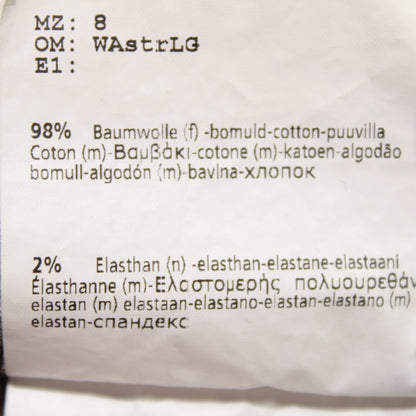 MZ: 8
OM: WAstrLG
E1:
98% Baumwolle (f) -bomuld-cotton-puuvilla
Coton (m)-Βαμβάκι-cotone (m)-katoen-algodão
bomull-algodón (m)-bavlna-хлопок
2% Elasthan (n) -elasthan-elastane-elastaani
Élasthanne (m)-Ελαστομερής πολυουρεθάν
elastan (m) elastaan-elastano-elastan-elastano (m)
elastan-спандекс